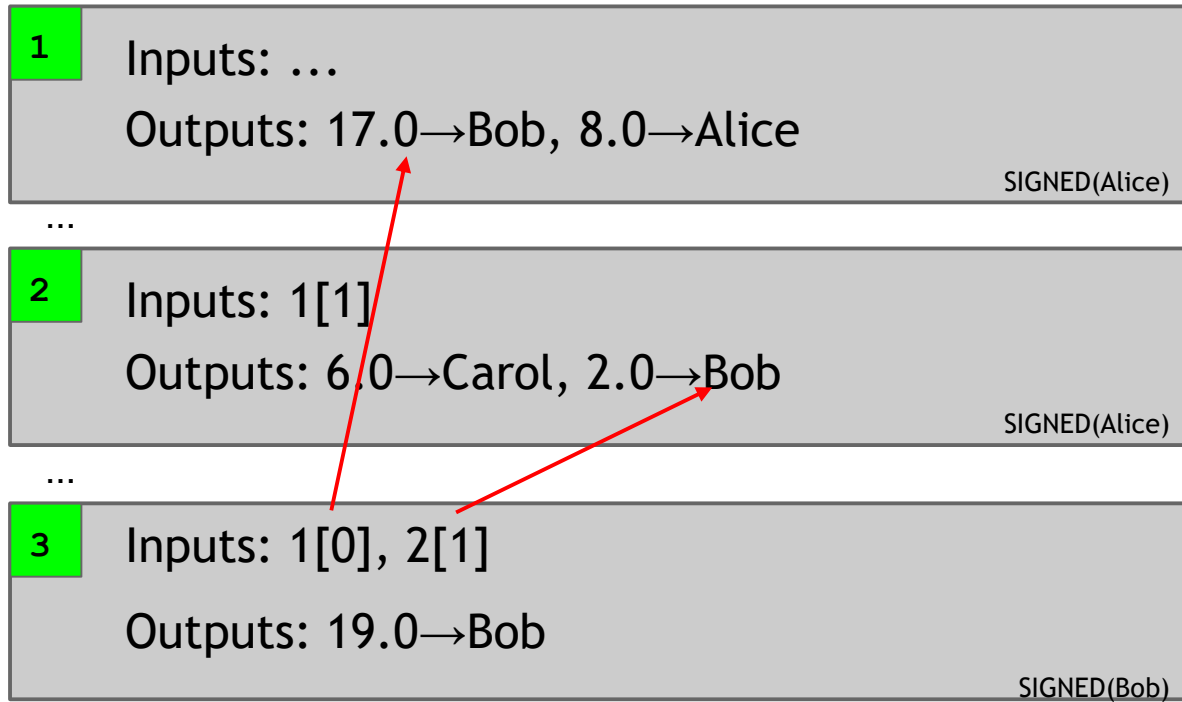 1
Inputs: ...
Outputs: 17.0→Bob, 8.0→Alice
SIGNED(Alice)
...
2
Inputs: 1[1]
Outputs: 6.0→Carol, 2.0→Bob
SIGNED(Alice)
...
3
Inputs: 1[0], 2[1]
Outputs: 19.0→Bob
SIGNED(Bob)